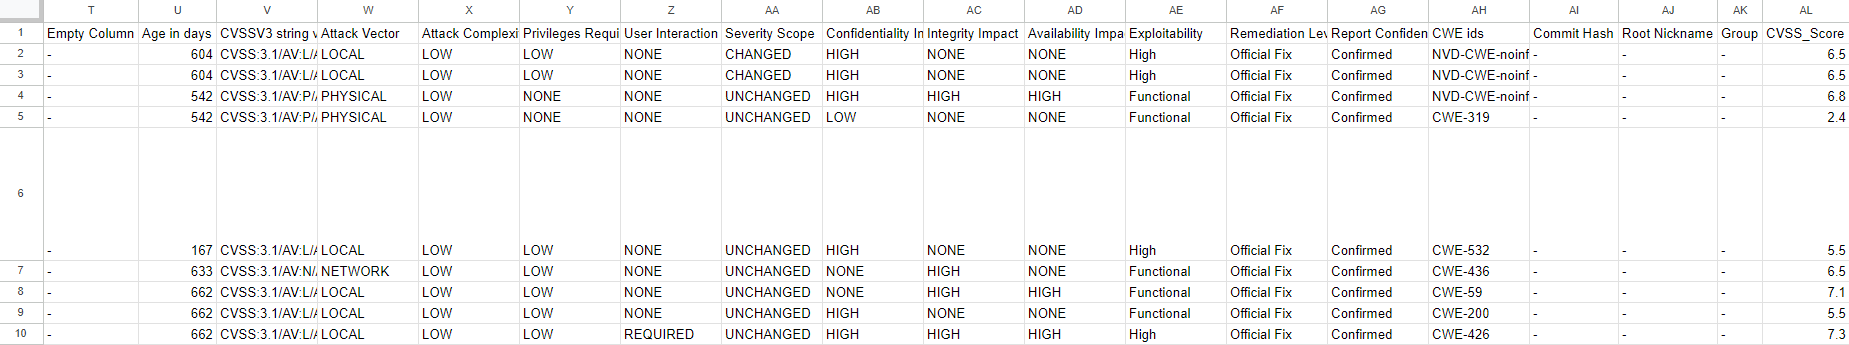 T U V W X Y Z AA AB AC AD AE AF AG AH AI AJ AK AL
1 Empty Column Age in days CVSSV3 string v Attack Vector Attack Complexi Privileges Requi User Interaction Severity Scope Confidentiality In Integrity Impact Availability Impa Exploitability Remediation Lev Report Confiden CWE ids Commit Hash Root Nickname Group CVSS_Score
2 - 604 CVSS:3.1/AV:L/A LOCAL LOW LOW NONE CHANGED HIGH NONE NONE High Official Fix Confirmed NVD-CWE-noinf - - - 6.5
3 - 604 CVSS:3.1/AV:L/A LOCAL LOW LOW NONE CHANGED HIGH NONE NONE High Official Fix Confirmed NVD-CWE-noinf - - - 6.5
4 - 542 CVSS:3.1/AV:P/A PHYSICAL LOW NONE NONE UNCHANGED HIGH HIGH HIGH Functional Official Fix Confirmed NVD-CWE-noinf - - - 6.8
5 - 542 CVSS:3.1/AV:P/A PHYSICAL LOW NONE NONE UNCHANGED LOW NONE NONE Functional Official Fix Confirmed CWE-319 - - - 2.4
6 - 167 CVSS:3.1/AV:L/A LOCAL LOW LOW NONE UNCHANGED HIGH NONE NONE High Official Fix Confirmed CWE-532 - - - 5.5
7 - 633 CVSS:3.1/AV:N/A NETWORK LOW LOW NONE UNCHANGED NONE HIGH NONE Functional Official Fix Confirmed CWE-436 - - - 6.5
8 - 662 CVSS:3.1/AV:L/A LOCAL LOW LOW NONE UNCHANGED NONE HIGH HIGH Functional Official Fix Confirmed CWE-59 - - - 7.1
9 - 662 CVSS:3.1/AV:L/A LOCAL LOW LOW NONE UNCHANGED HIGH NONE NONE Functional Official Fix Confirmed CWE-200 - - - 5.5
10 - 662 CVSS:3.1/AV:L/A LOCAL LOW LOW REQUIRED UNCHANGED HIGH HIGH HIGH High Official Fix Confirmed CWE-426 - - - 7.3